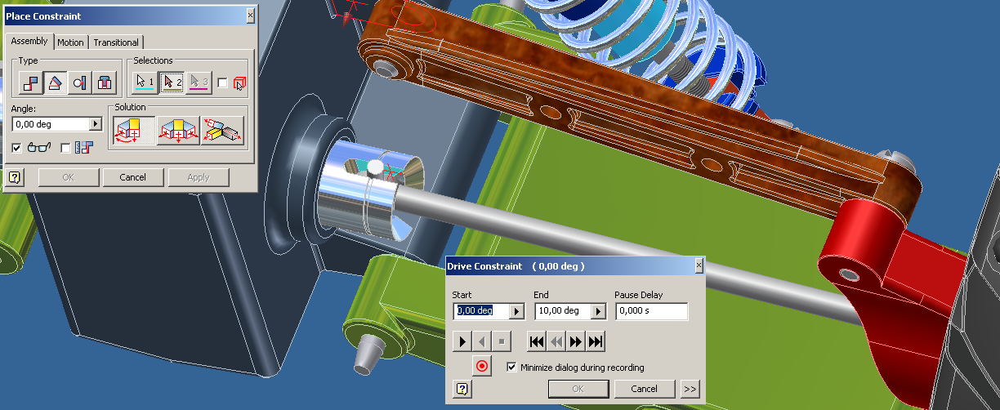 Place Constraint
Assembly Motion Transitional
Type Selections
1 2 3
Angle: Solution
0,00 deg
OK Cancel Apply
Drive Constraint ( 0,00 deg )
Start End Pause Delay
0,00 deg 10,00 deg 0,000 s
Minimize dialog during recording
OK Cancel >>